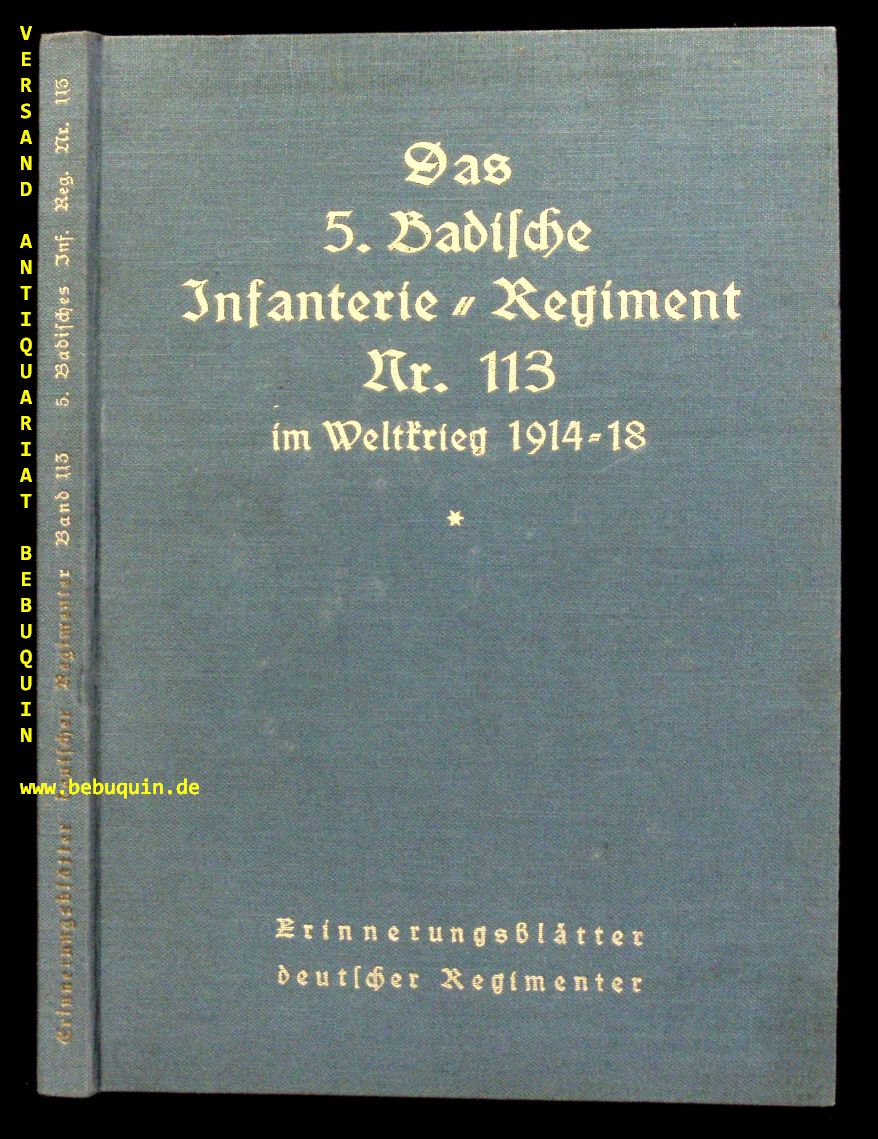 Das
5. Badiſche
Infanterie-Regiment
Nr. 113
im Weltkrieg 1914-18
*
Erinnerungsblätter
deutſcher Regimenter
Erinnerungsblätter deutſcher Regimenter Band 113 5. Badiſches Inf. Reg. Nr. 113
VERSAND ANTIQUARIAT BEBUQUIN
www.bebuquin.de